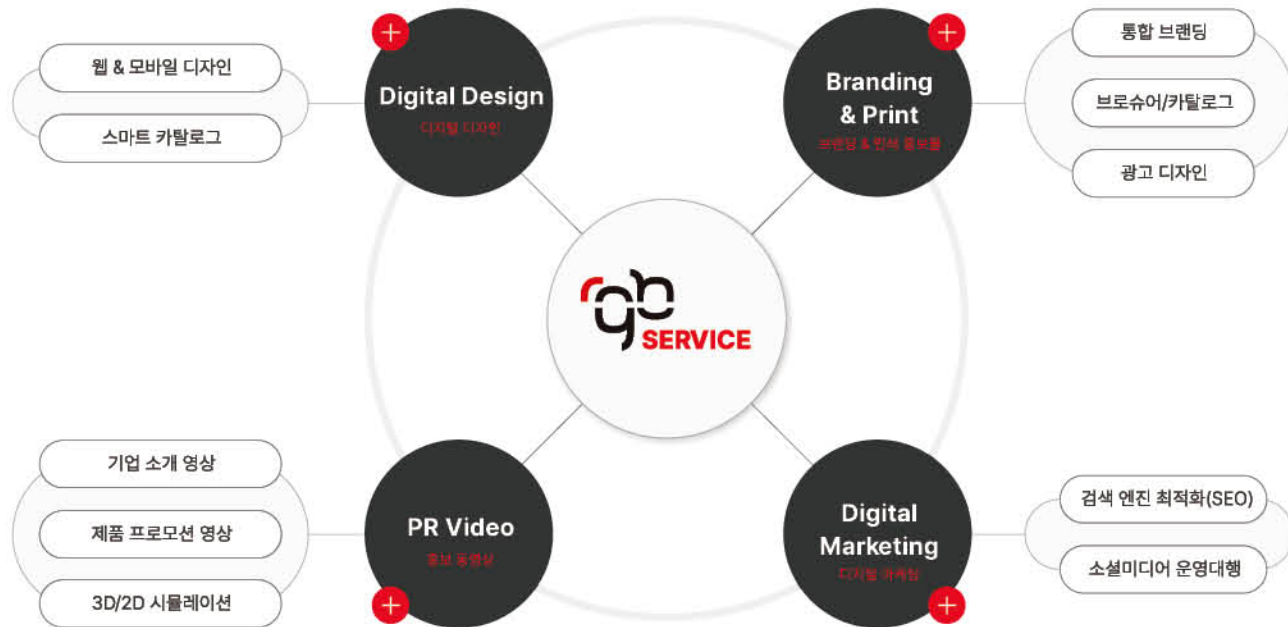 웹 & 모바일 디자인
스마트 카탈로그
Digital Design
디지털 디자인
Branding
& Print
브랜딩 & 인쇄 홍보물
통합 브랜딩
브로슈어/카탈로그
광고 디자인
rgb
SERVICE
기업 소개 영상
제품 프로모션 영상
3D/2D 시뮬레이션
PR Video
홍보 동영상
Digital
Marketing
디지털 마케팅
검색 엔진 최적화(SEO)
소셜미디어 운영대행